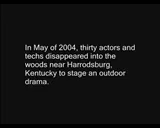 In May of 2004, thirty actors and
techs disappeared into the
woods near Harrodsburg,
Kentucky to stage an outdoor
drama.